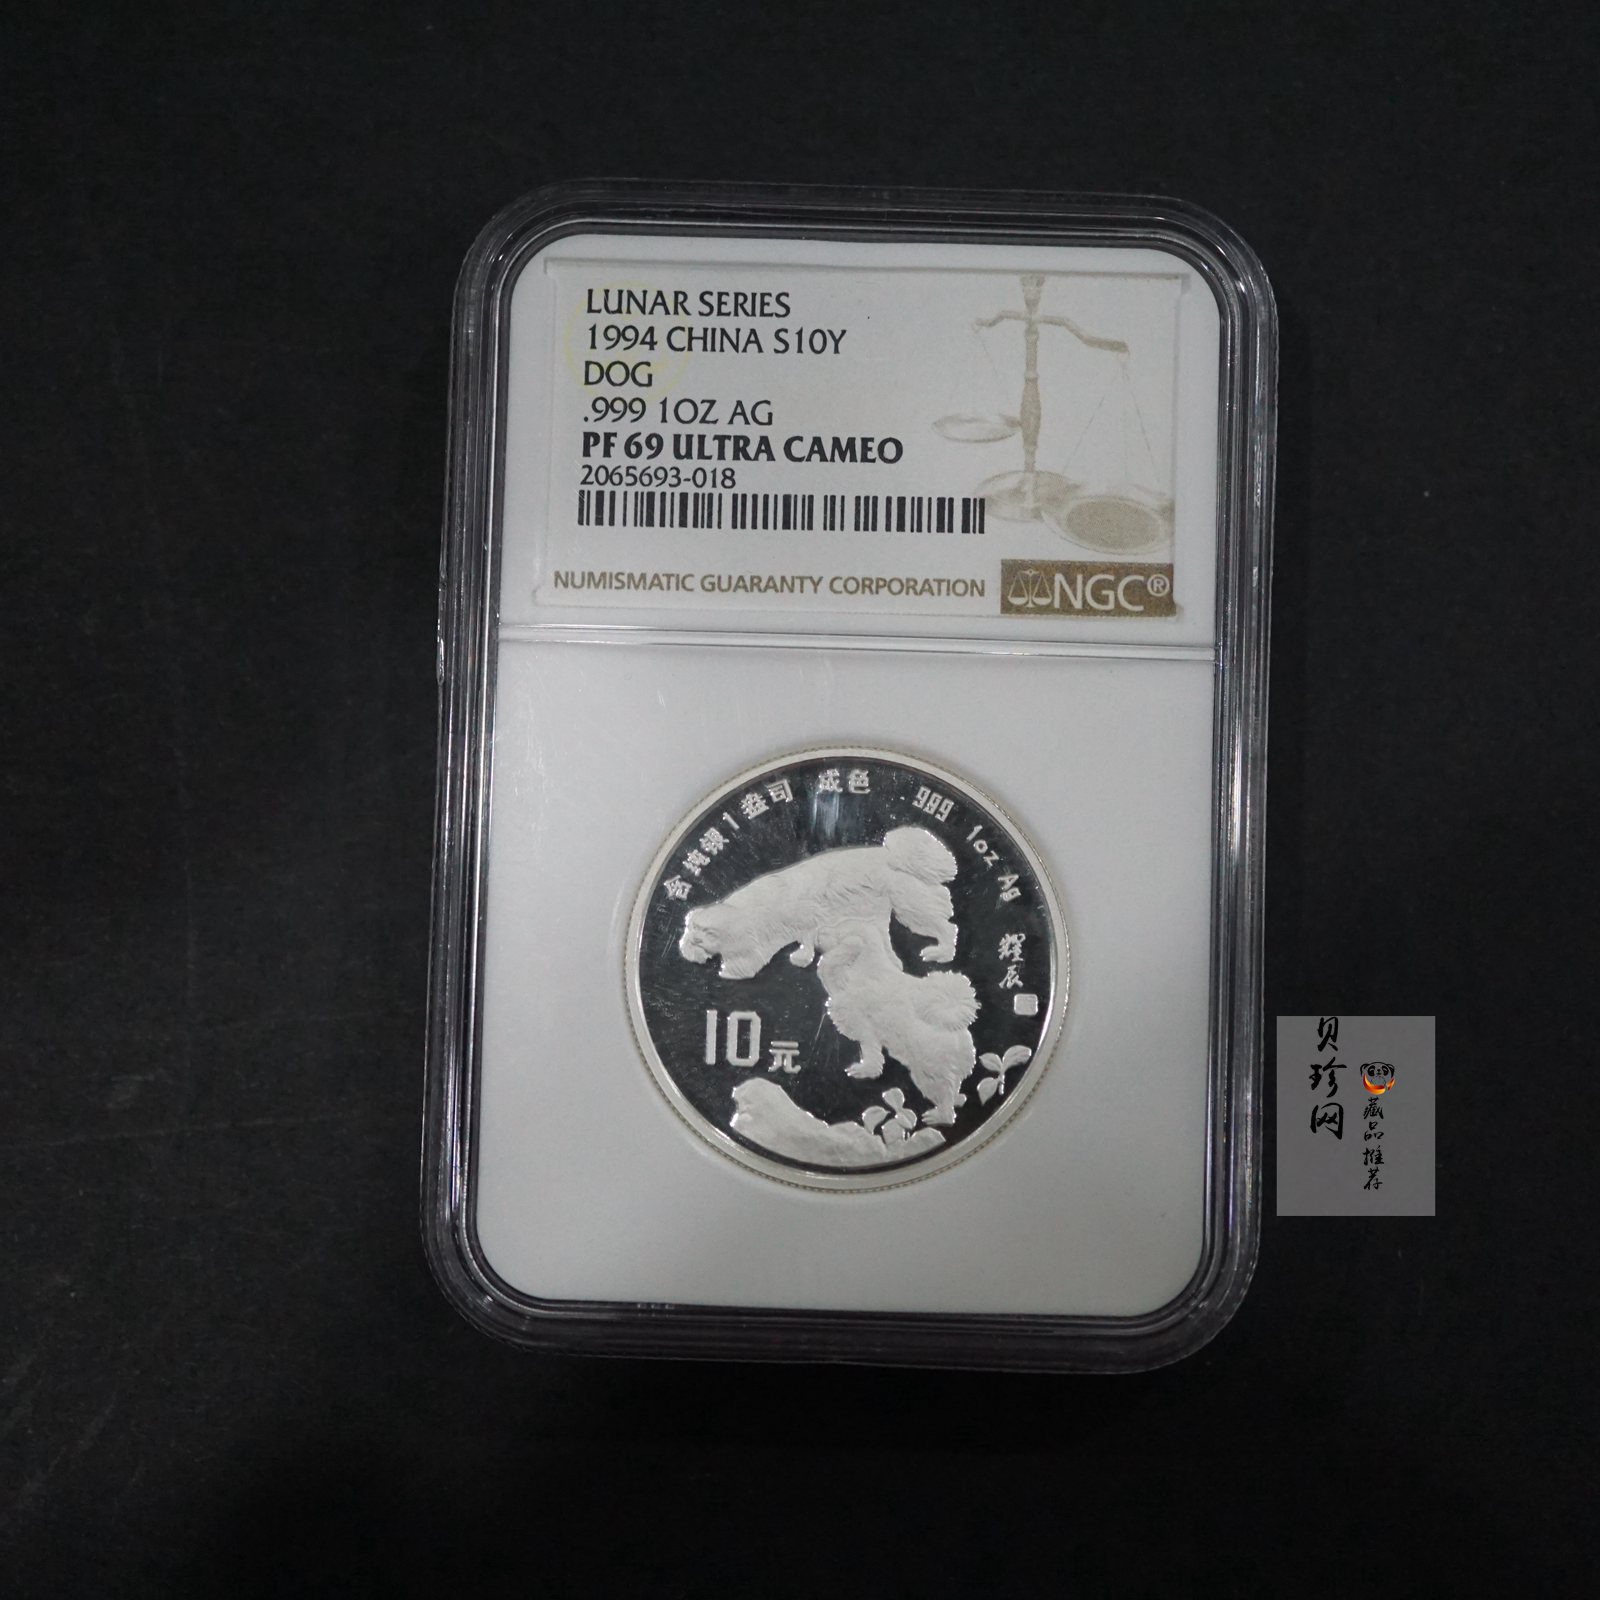 LUNAR SERIES
1994 CHINA S10Y
DOG
.999 1OZ AG
PF 69 ULTRA CAMEO
2065693-018
NUMISMATIC GUARANTY CORPORATION
NGC®
含纯银1盎司 成色 .999 1oz Ag
耀辰
10元
贝珍网
藏品推荐